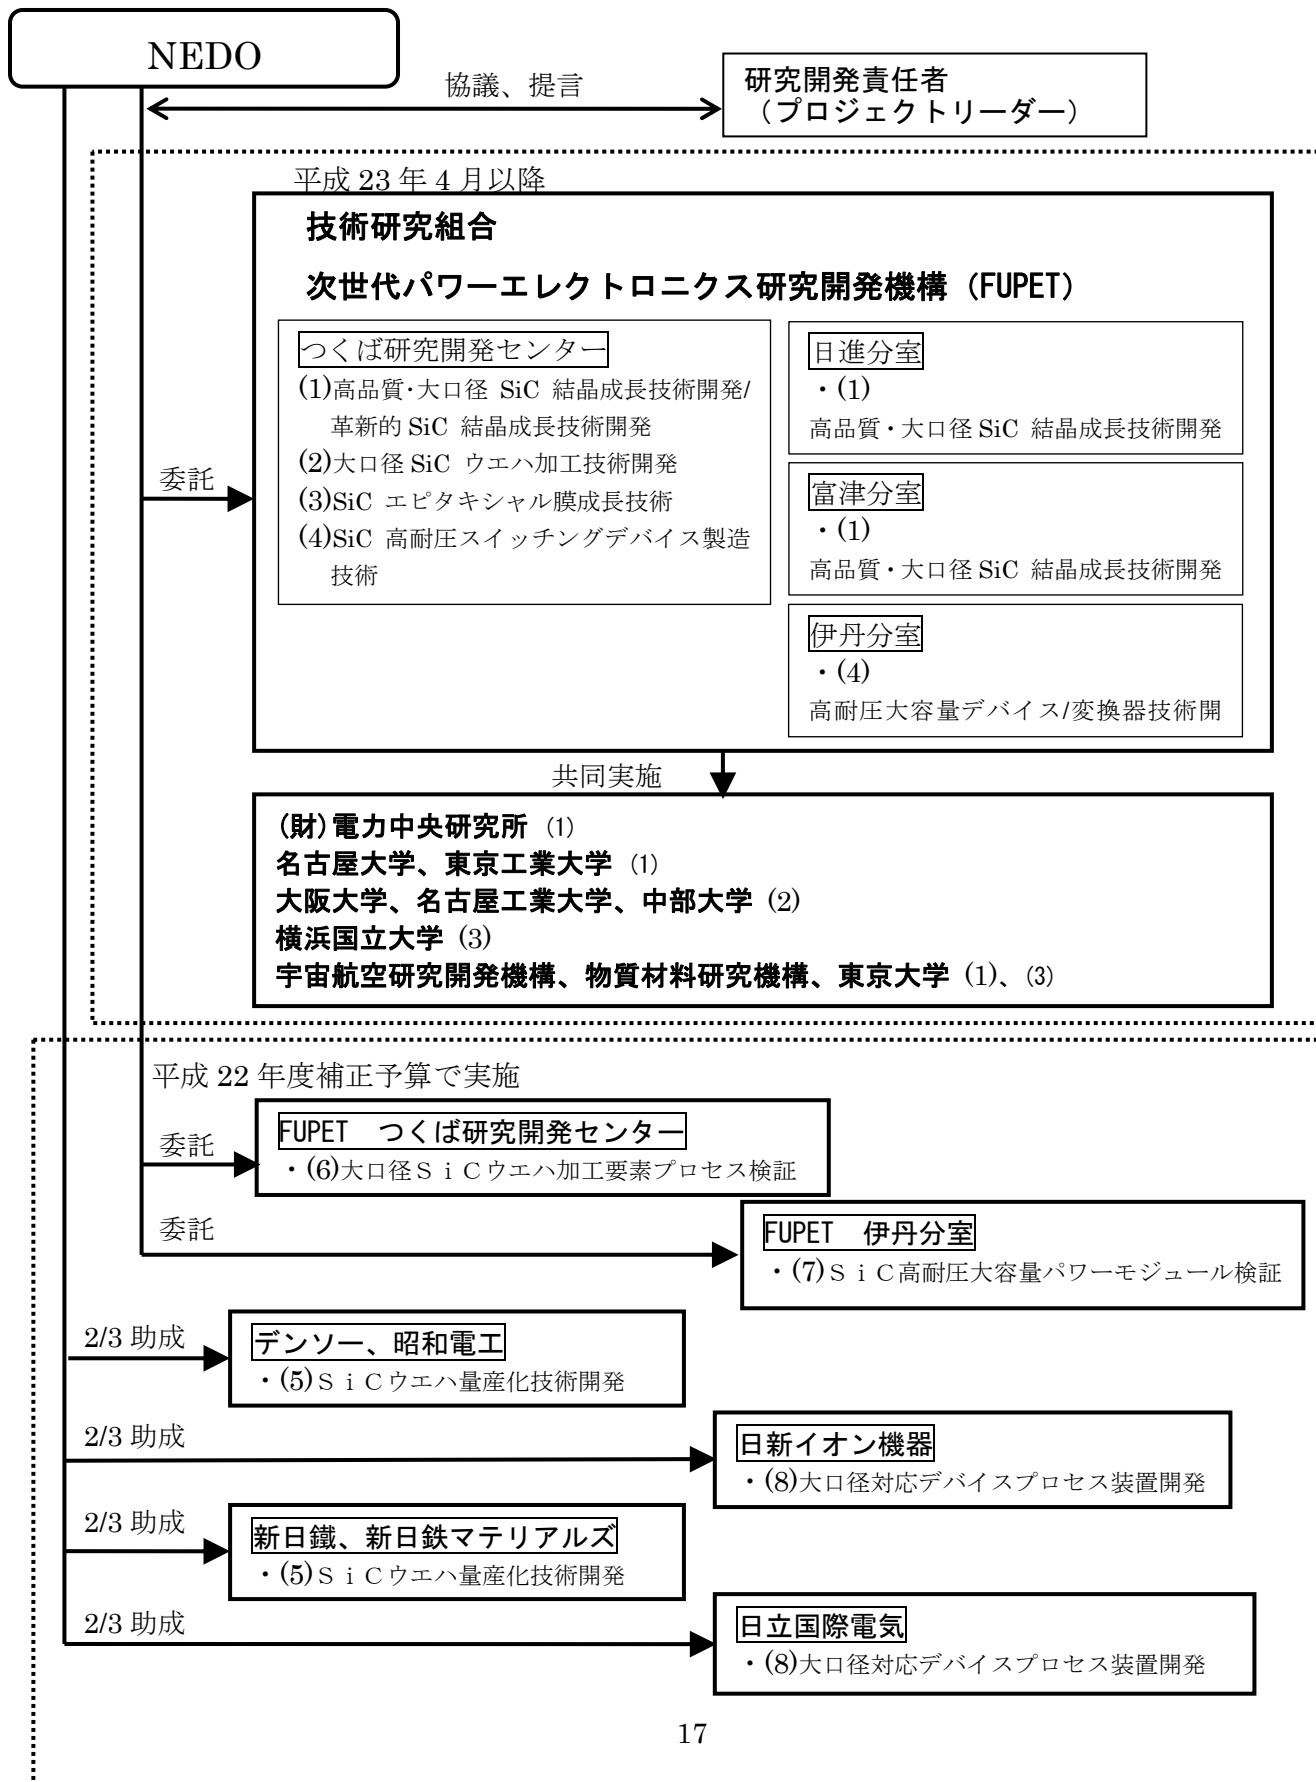 NEDO
協議、提言
研究開発責任者
（プロジェクトリーダー）
平成 23 年 4 月以降
技術研究組合
次世代パワーエレクトロニクス研究開発機構（FUPET）
つくば研究開発センター
(1)高品質・大口径 SiC 結晶成長技術開発/
革新的 SiC 結晶成長技術開発
(2)大口径 SiC ウエハ加工技術開発
(3)SiC エピタキシャル膜成長技術
(4)SiC 高耐圧スイッチングデバイス製造
技術
日進分室
・(1)
高品質・大口径 SiC 結晶成長技術開発
富津分室
・(1)
高品質・大口径 SiC 結晶成長技術開発
伊丹分室
・(4)
高耐圧大容量デバイス/変換器技術開
委託
共同実施
(財)電力中央研究所 (1)
名古屋大学、東京工業大学 (1)
大阪大学、名古屋工業大学、中部大学 (2)
横浜国立大学 (3)
宇宙航空研究開発機構、物質材料研究機構、東京大学 (1)、(3)
平成 22 年度補正予算で実施
委託
FUPET　つくば研究開発センター
・(6)大口径ＳｉＣウエハ加工要素プロセス検証
委託
FUPET　伊丹分室
・(7)ＳｉＣ高耐圧大容量パワーモジュール検証
2/3 助成
デンソー、昭和電工
・(5)ＳｉＣウエハ量産化技術開発
2/3 助成
日新イオン機器
・(8)大口径対応デバイスプロセス装置開発
2/3 助成
新日鐵、新日鉄マテリアルズ
・(5)ＳｉＣウエハ量産化技術開発
2/3 助成
日立国際電気
・(8)大口径対応デバイスプロセス装置開発
17